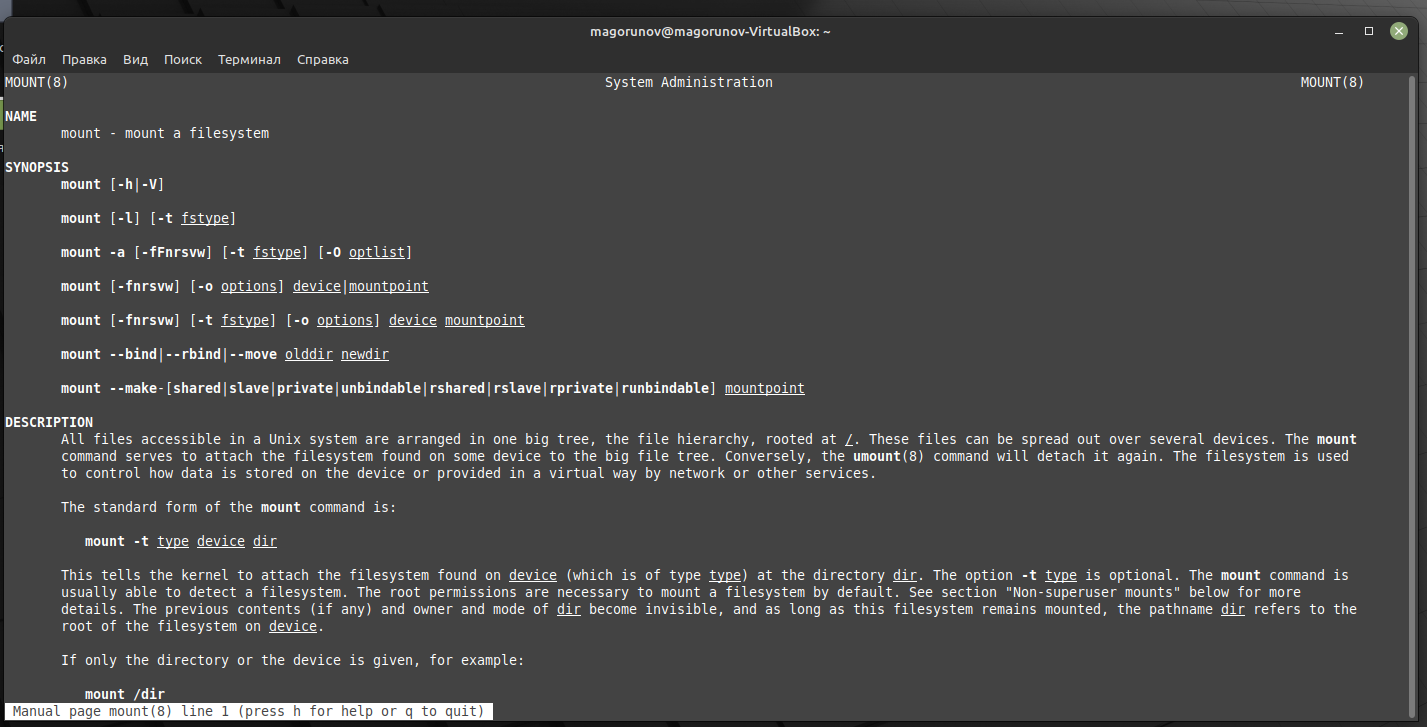 magorunov@magorunov-VirtualBox: ~
Файл Правка Вид Поиск Терминал Справка
MOUNT(8) System Administration MOUNT(8)
NAME
mount - mount a filesystem
SYNOPSIS
mount [-h|-V]
mount [-l] [-t fstype]
mount -a [-fFnrsvw] [-t fstype] [-O optlist]
mount [-fnrsvw] [-o options] device|mountpoint
mount [-fnrsvw] [-t fstype] [-o options] device mountpoint
mount --bind|--rbind|--move olddir newdir
mount --make-[shared|slave|private|unbindable|rshared|rslave|rprivate|runbindable] mountpoint
DESCRIPTION
All files accessible in a Unix system are arranged in one big tree, the file hierarchy, rooted at /. These files can be spread out over several devices. The mount
command serves to attach the filesystem found on some device to the big file tree. Conversely, the umount(8) command will detach it again. The filesystem is used
to control how data is stored on the device or provided in a virtual way by network or other services.
The standard form of the mount command is:
mount -t type device dir
This tells the kernel to attach the filesystem found on device (which is of type type) at the directory dir. The option -t type is optional. The mount command is
usually able to detect a filesystem. The root permissions are necessary to mount a filesystem by default. See section "Non-superuser mounts" below for more
details. The previous contents (if any) and owner and mode of dir become invisible, and as long as this filesystem remains mounted, the pathname dir refers to the
root of the filesystem on device.
If only the directory or the device is given, for example:
mount /dir
Manual page mount(8) line 1 (press h for help or q to quit)